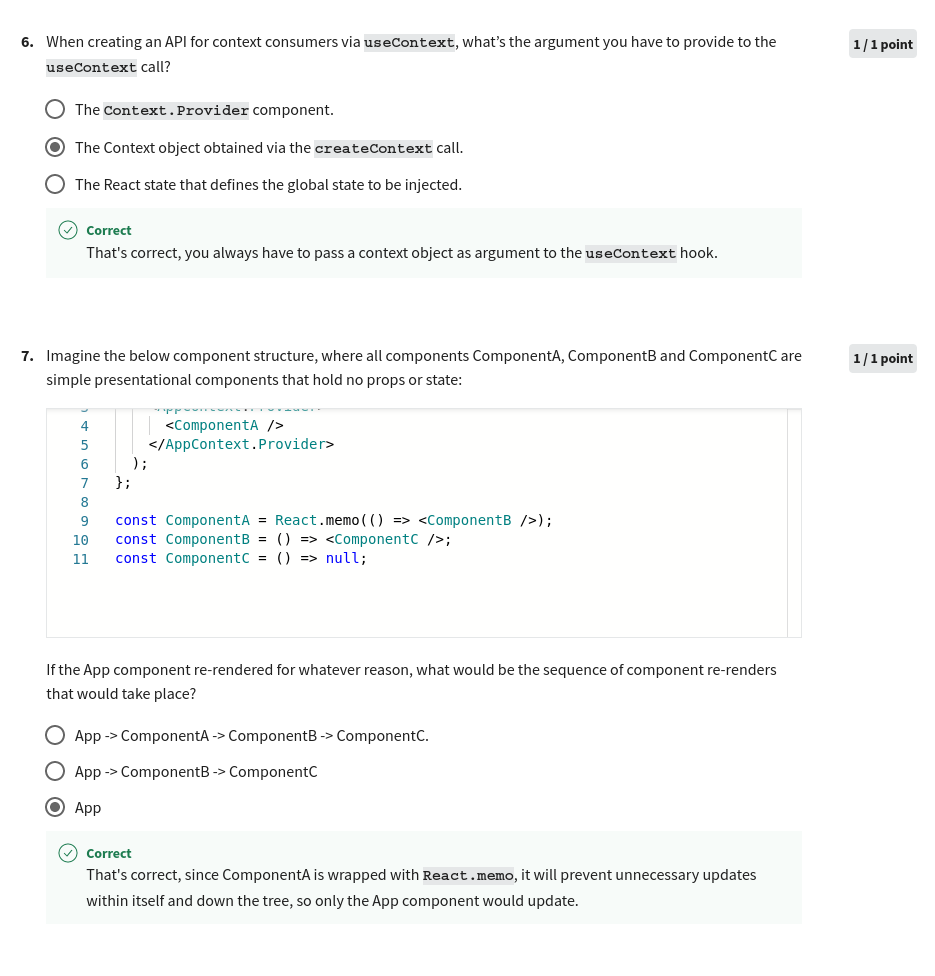 6. When creating an API for context consumers via useContext, what’s the argument you have to provide to the
1 / 1 point
useContext call?
The Context.Provider component.
The Context object obtained via the createContext call.
The React state that defines the global state to be injected.
Correct
That's correct, you always have to pass a context object as argument to the useContext hook.
7. Imagine the below component structure, where all components ComponentA, ComponentB and ComponentC are
1 / 1 point
simple presentational components that hold no props or state:
4 <ComponentA />
5 </AppContext.Provider>
6 );
7 };
8
9 const ComponentA = React.memo(() => <ComponentB />);
10 const ComponentB = () => <ComponentC />;
11 const ComponentC = () => null;
If the App component re-rendered for whatever reason, what would be the sequence of component re-renders
that would take place?
App -> ComponentA -> ComponentB -> ComponentC.
App -> ComponentB -> ComponentC
App
Correct
That's correct, since ComponentA is wrapped with React.memo, it will prevent unnecessary updates
within itself and down the tree, so only the App component would update.